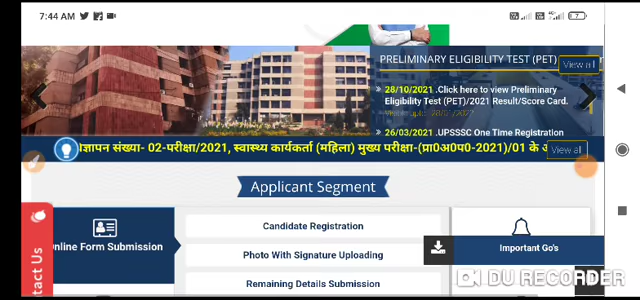 7:44 AM
PRELIMINARY ELIGIBILITY TEST (PET)
View all
28/10/2021 .Click here to view Preliminary
Eligibility Test (PET)/2021 Result/Score Card.
26/03/2021 .UPSSSC One Time Registration
ज्ञापन संख्या- 02-परीक्षा/2021, स्वास्थ्य कार्यकर्ता (महिला) मुख्य परीक्षा-(प्रा0अ0प0-2021)/01 के
View all
Applicant Segment
Online Form Submission
Candidate Registration
Photo With Signature Uploading
Remaining Details Submission
Important Go's
ntact Us
DU RECORDER